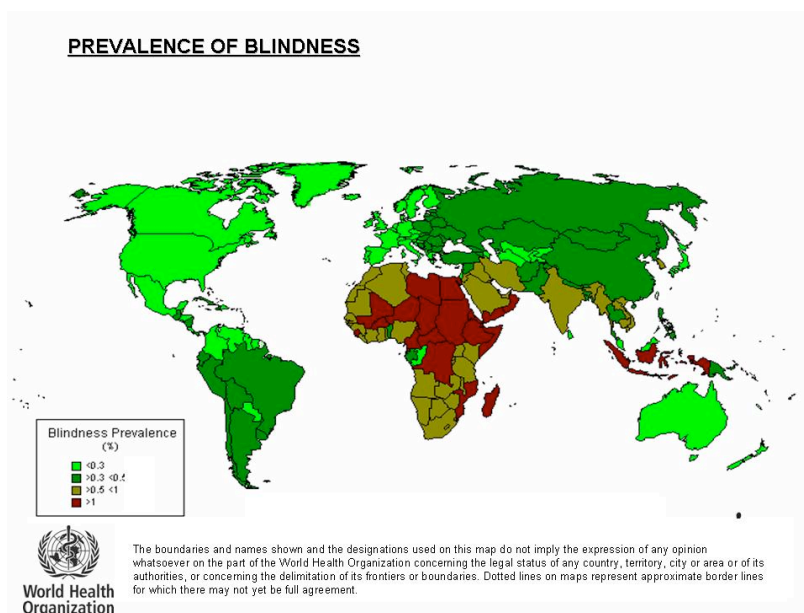 PREVALENCE OF BLINDNESS
Blindness Prevalence
(%)
<0.3
>0.3 <0.5
>0.5 <1
>1
The boundaries and names shown and the designations used on this map do not imply the expression of any opinion
whatsoever on the part of the World Health Organization concerning the legal status of any country, territory, city or area or of its
authorities, or concerning the delimitation of its frontiers or boundaries. Dotted lines on maps represent approximate border lines
for which there may not yet be full agreement.
World Health
Organization